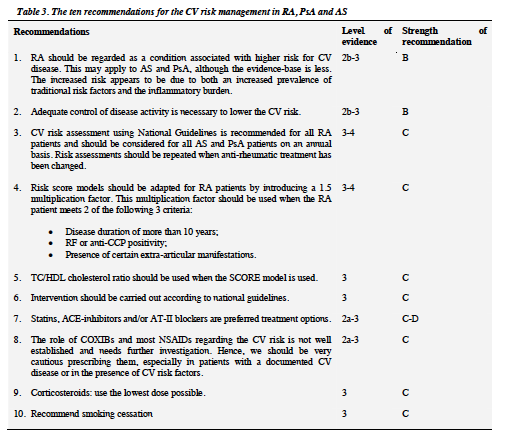 Table 3. The ten recommendations for the CV risk management in RA, PsA and AS
Recommendations Level of evidence Strength of recommendation
1. RA should be regarded as a condition associated with higher risk for CV 2b-3 B
disease. This may apply to AS and PsA, although the evidence-base is less.
The increased risk appears to be due to both an increased prevalence of
traditional risk factors and the inflammatory burden.
2. Adequate control of disease activity is necessary to lower the CV risk. 2b-3 B
3. CV risk assessment using National Guidelines is recommended for all RA 3-4 C
patients and should be considered for all AS and PsA patients on an annual
basis. Risk assessments should be repeated when anti-rheumatic treatment has
been changed.
4. Risk score models should be adapted for RA patients by introducing a 1.5 3-4 C
multiplication factor. This multiplication factor should be used when the RA
patient meets 2 of the following 3 criteria:
• Disease duration of more than 10 years;
• RF or anti-CCP positivity;
• Presence of certain extra-articular manifestations.
5. TC/HDL cholesterol ratio should be used when the SCORE model is used. 3 C
6. Intervention should be carried out according to national guidelines. 3 C
7. Statins, ACE-inhibitors and/or AT-II blockers are preferred treatment options. 2a-3 C-D
8. The role of COXIBs and most NSAIDs regarding the CV risk is not well 2a-3 C
established and needs further investigation. Hence, we should be very
cautious prescribing them, especially in patients with a documented CV
disease or in the presence of CV risk factors.
9. Corticosteroids: use the lowest dose possible. 3 C
10. Recommend smoking cessation 3 C